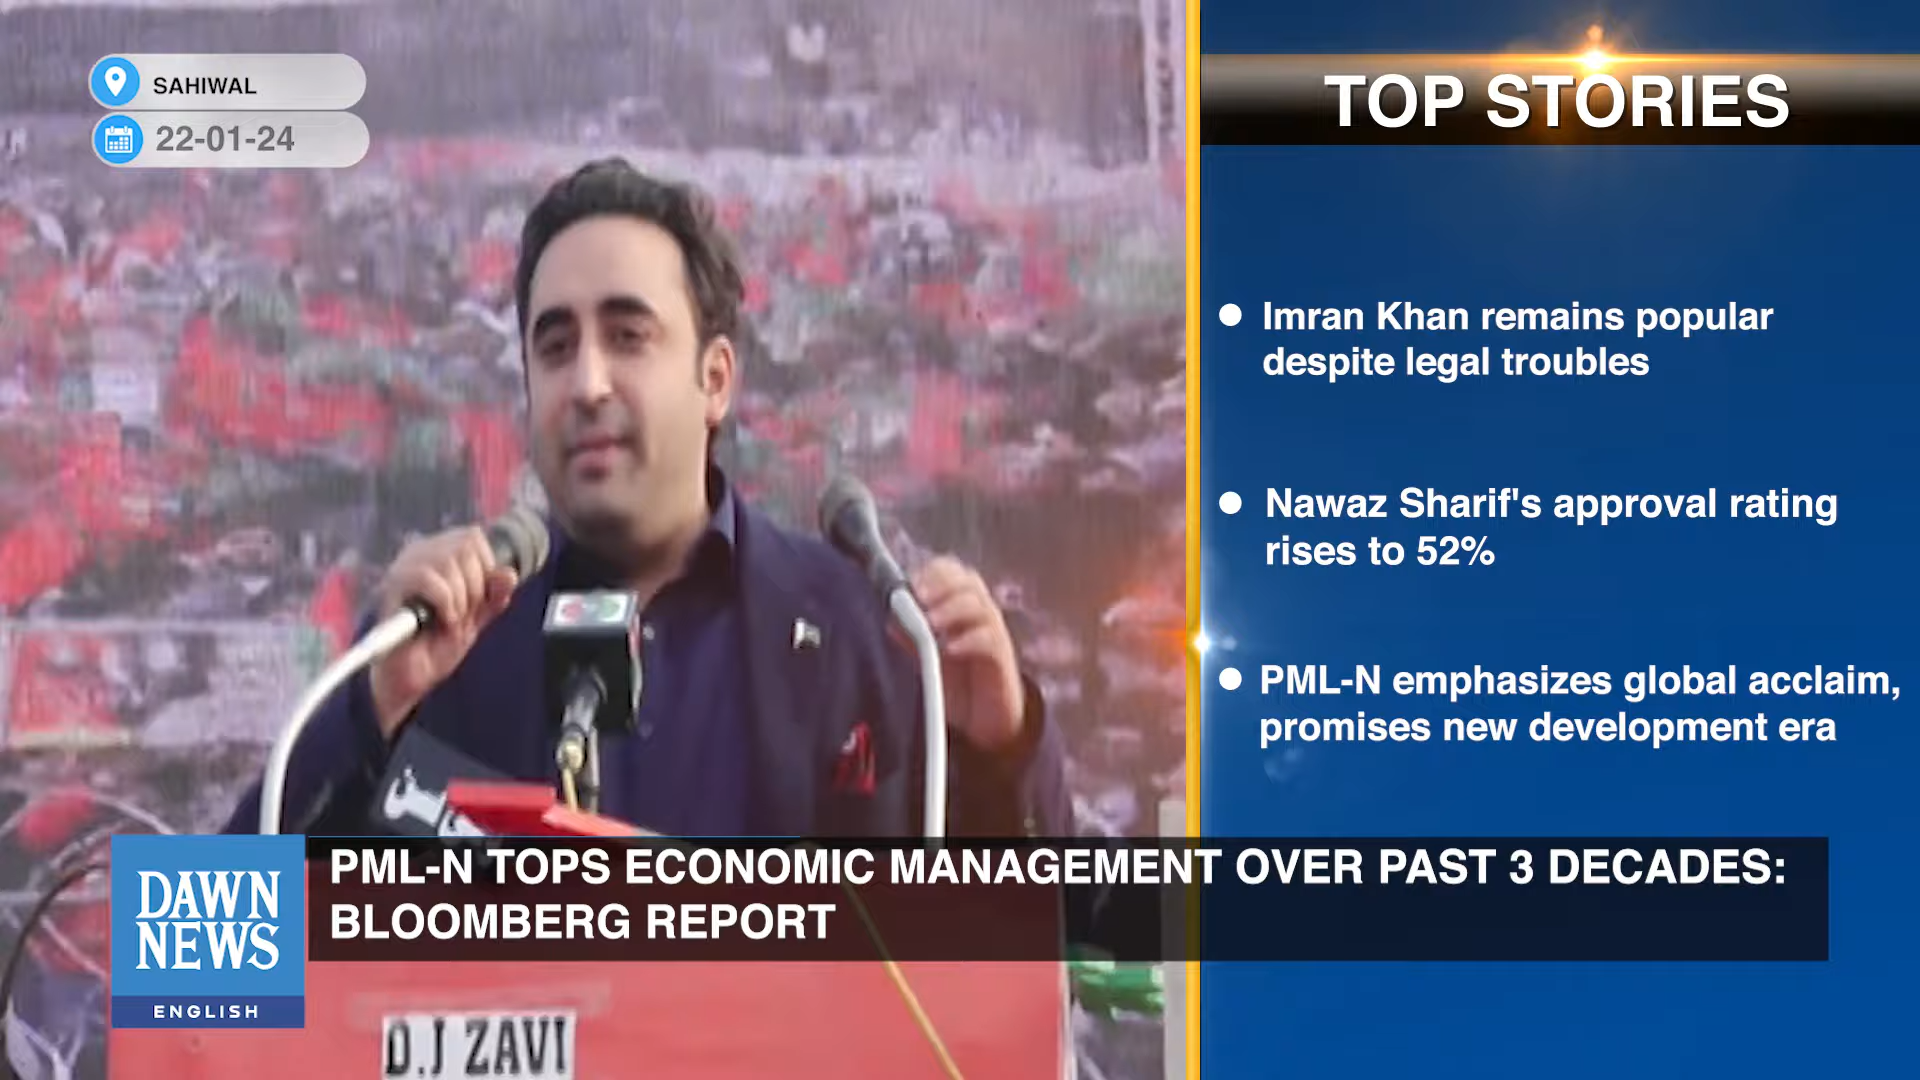 SAHIWAL
22-01-24
TOP STORIES
Imran Khan remains popular
despite legal troubles
Nawaz Sharif's approval rating
rises to 52%
PML-N emphasizes global acclaim,
promises new development era
PML-N TOPS ECONOMIC MANAGEMENT OVER PAST 3 DECADES:
BLOOMBERG REPORT
DAWN
NEWS
ENGLISH
D.J ZAVI